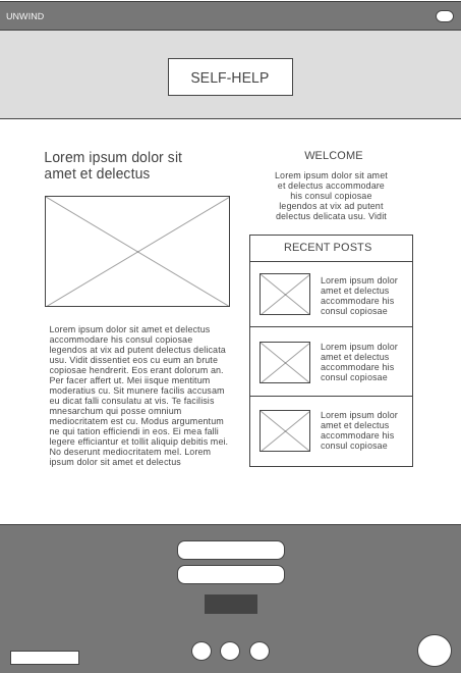 UNWIND
SELF-HELP
Lorem ipsum dolor sit
amet et delectus
Lorem ipsum dolor sit amet et delectus
accommodare his consul copiosae
legendos at vix ad putent delectus delicata
usu. Vidit dissentiet eos cu eum an brute
copiosae hendrerit. Eos erant dolorum an.
Per facer affert ut. Mei iisque mentitum
moderatius cu. Sit munere facilis accusam
eu dicat falli consulatu at vis. Te facilisis
mnesarchum qui posse omnium
mediocritatem est cu. Modus argumentum
ne qui tation efficiendi in eos. Ei mea falli
legere efficiantur et tollit aliquip debitis mei.
No deserunt mediocritatem mel. Lorem
ipsum dolor sit amet et delectus
WELCOME
Lorem ipsum dolor sit amet
et delectus accommodare
his consul copiosae
legendos at vix ad putent
delectus delicata usu. Vidit
RECENT POSTS
Lorem ipsum dolor
amet et delectus
accommodare his
consul copiosae
Lorem ipsum dolor
amet et delectus
accommodare his
consul copiosae
Lorem ipsum dolor
amet et delectus
accommodare his
consul copiosae